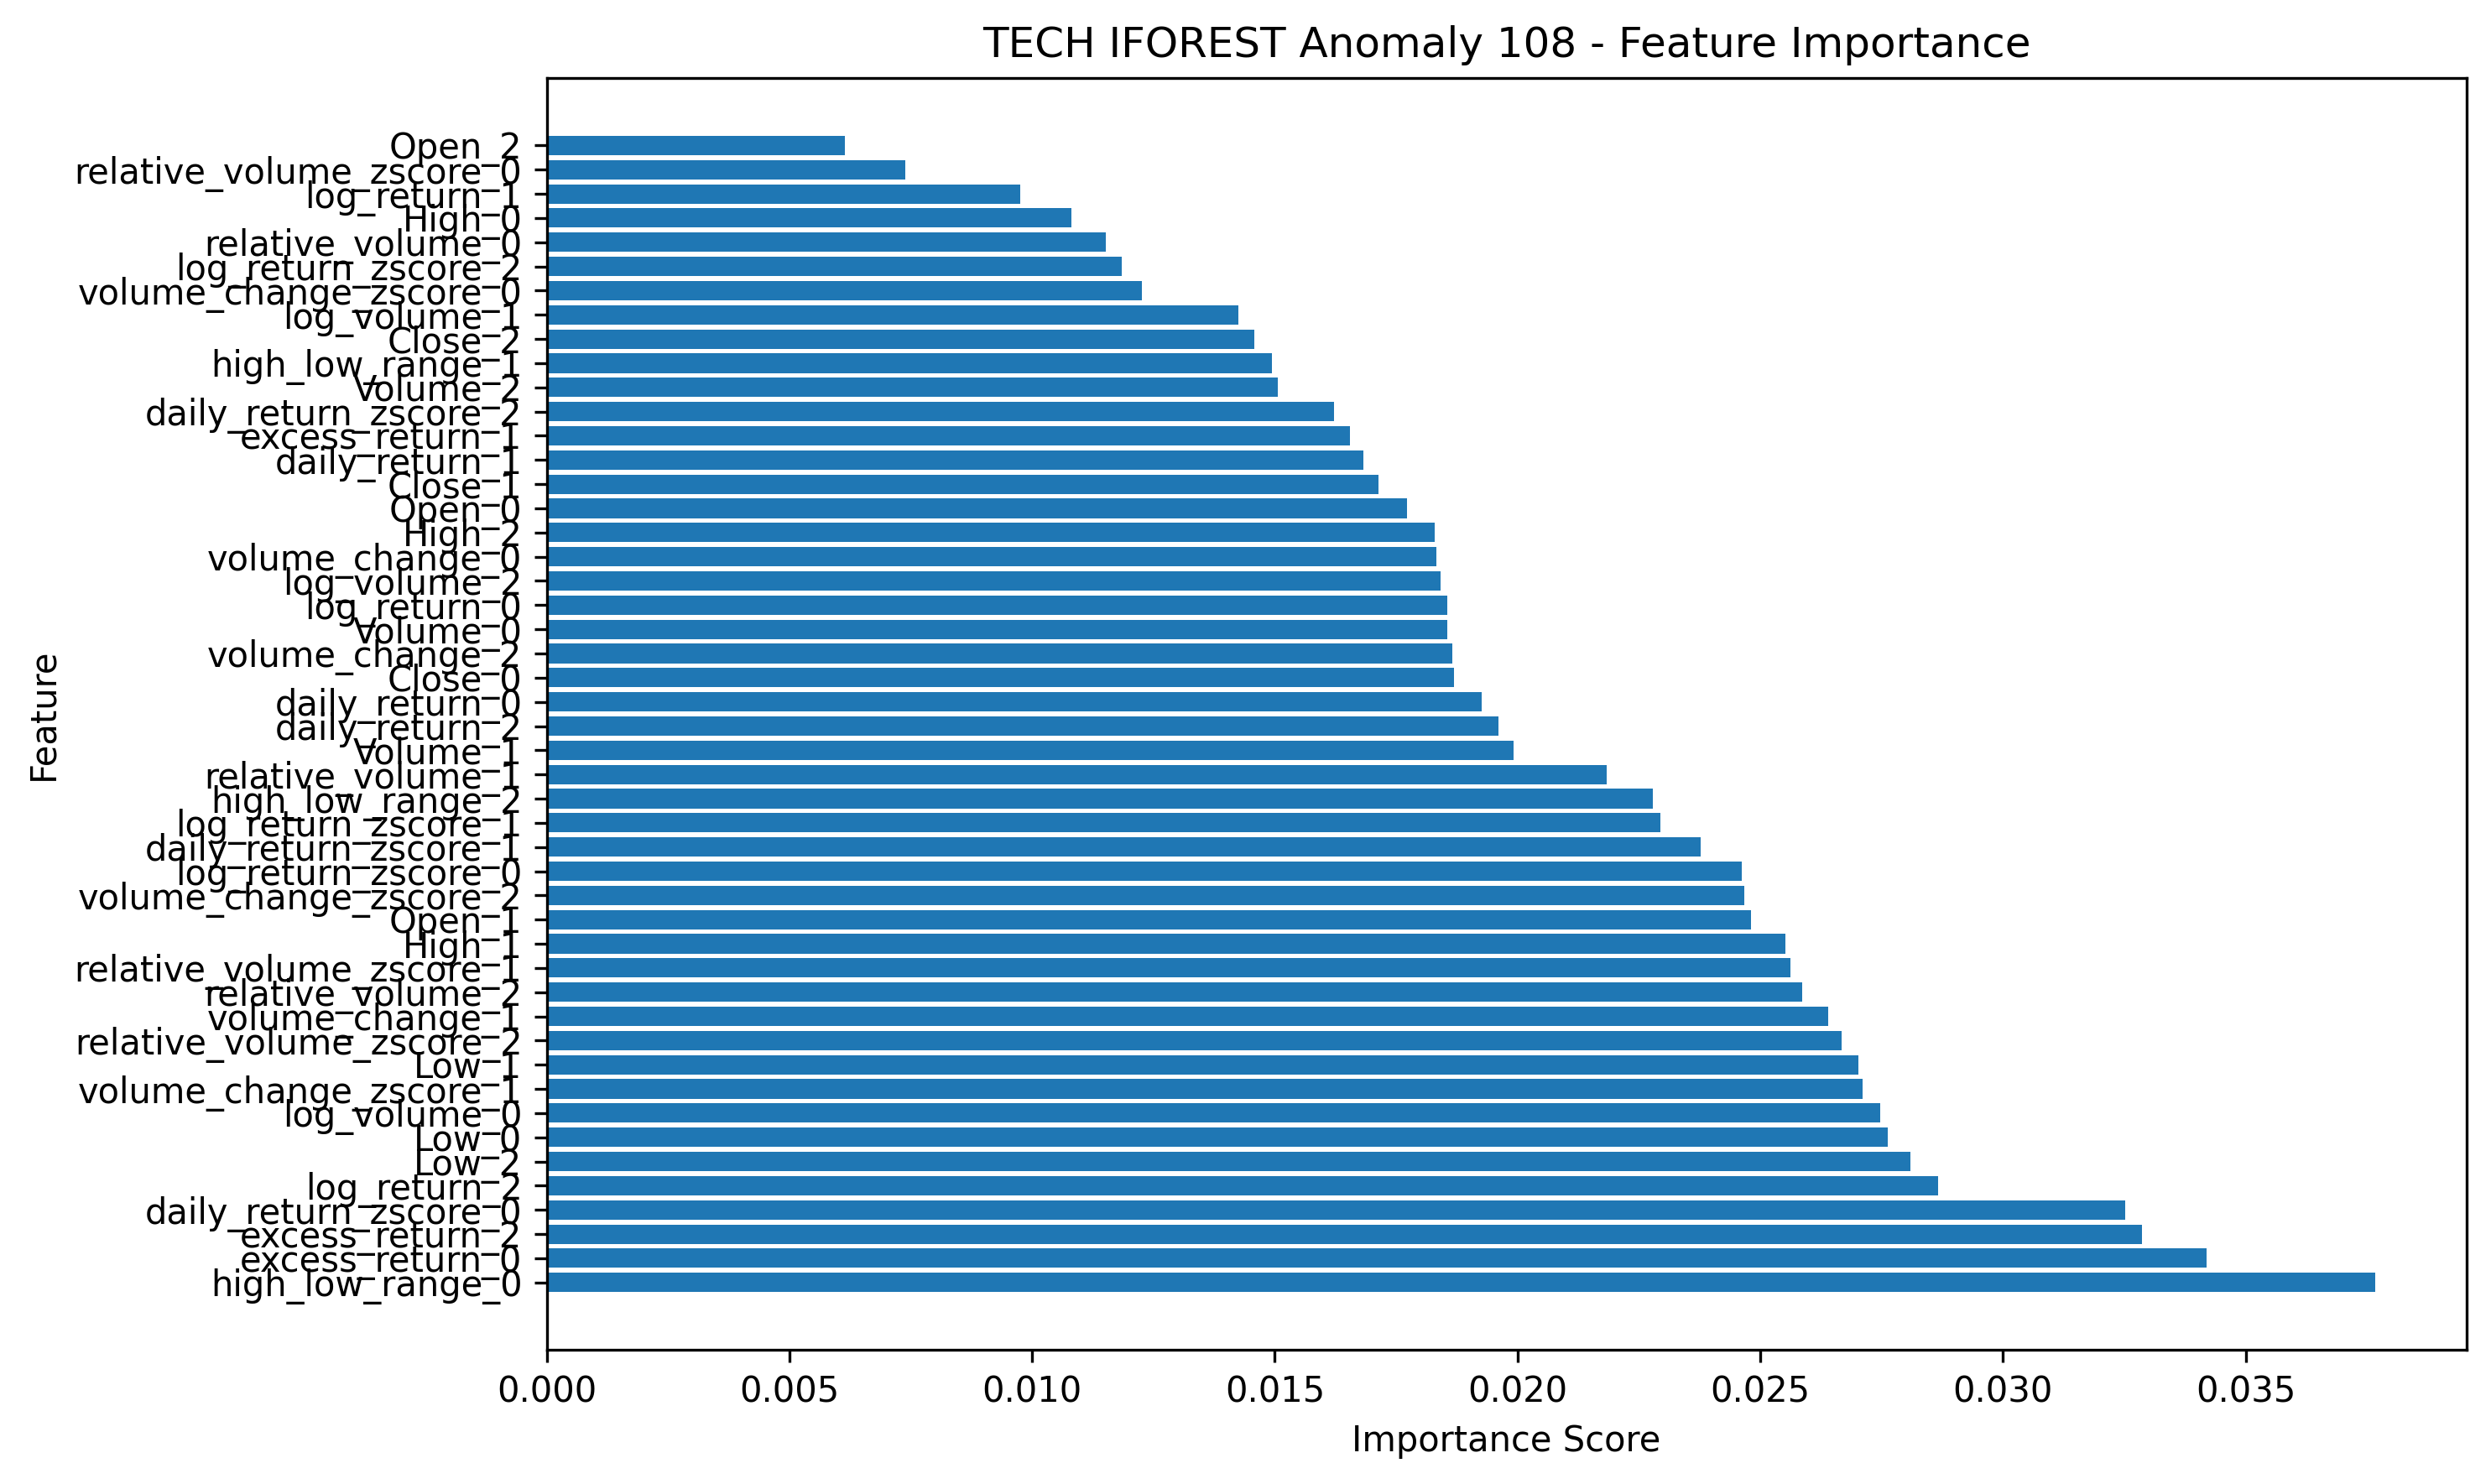 TECH IFOREST Anomaly 108 - Feature Importance
Open_2
relative_volume_zscore_0
log_return_1
High_0
relative_volume_0
log_return_zscore_2
volume_change_zscore_0
log_volume_1
Close_2
high_low_range_1
Volume_2
daily_return_zscore_2
excess_return_1
daily_return_1
Close_1
Open_0
High_2
volume_change_0
log_volume_2
log_return_0
Volume_0
volume_change_2
Close_0
daily_return_0
daily_return_2
Volume_1
relative_volume_1
high_low_range_2
log_return_zscore_1
daily_return_zscore_1
log_return_zscore_0
volume_change_zscore_2
Open_1
High_1
relative_volume_zscore_1
relative_volume_2
volume_change_1
relative_volume_zscore_2
Low_1
volume_change_zscore_1
log_volume_0
Low_0
Low_2
log_return_2
daily_return_zscore_0
excess_return_2
excess_return_0
high_low_range_0
Feature
0.000 0.005 0.010 0.015 0.020 0.025 0.030 0.035
Importance Score